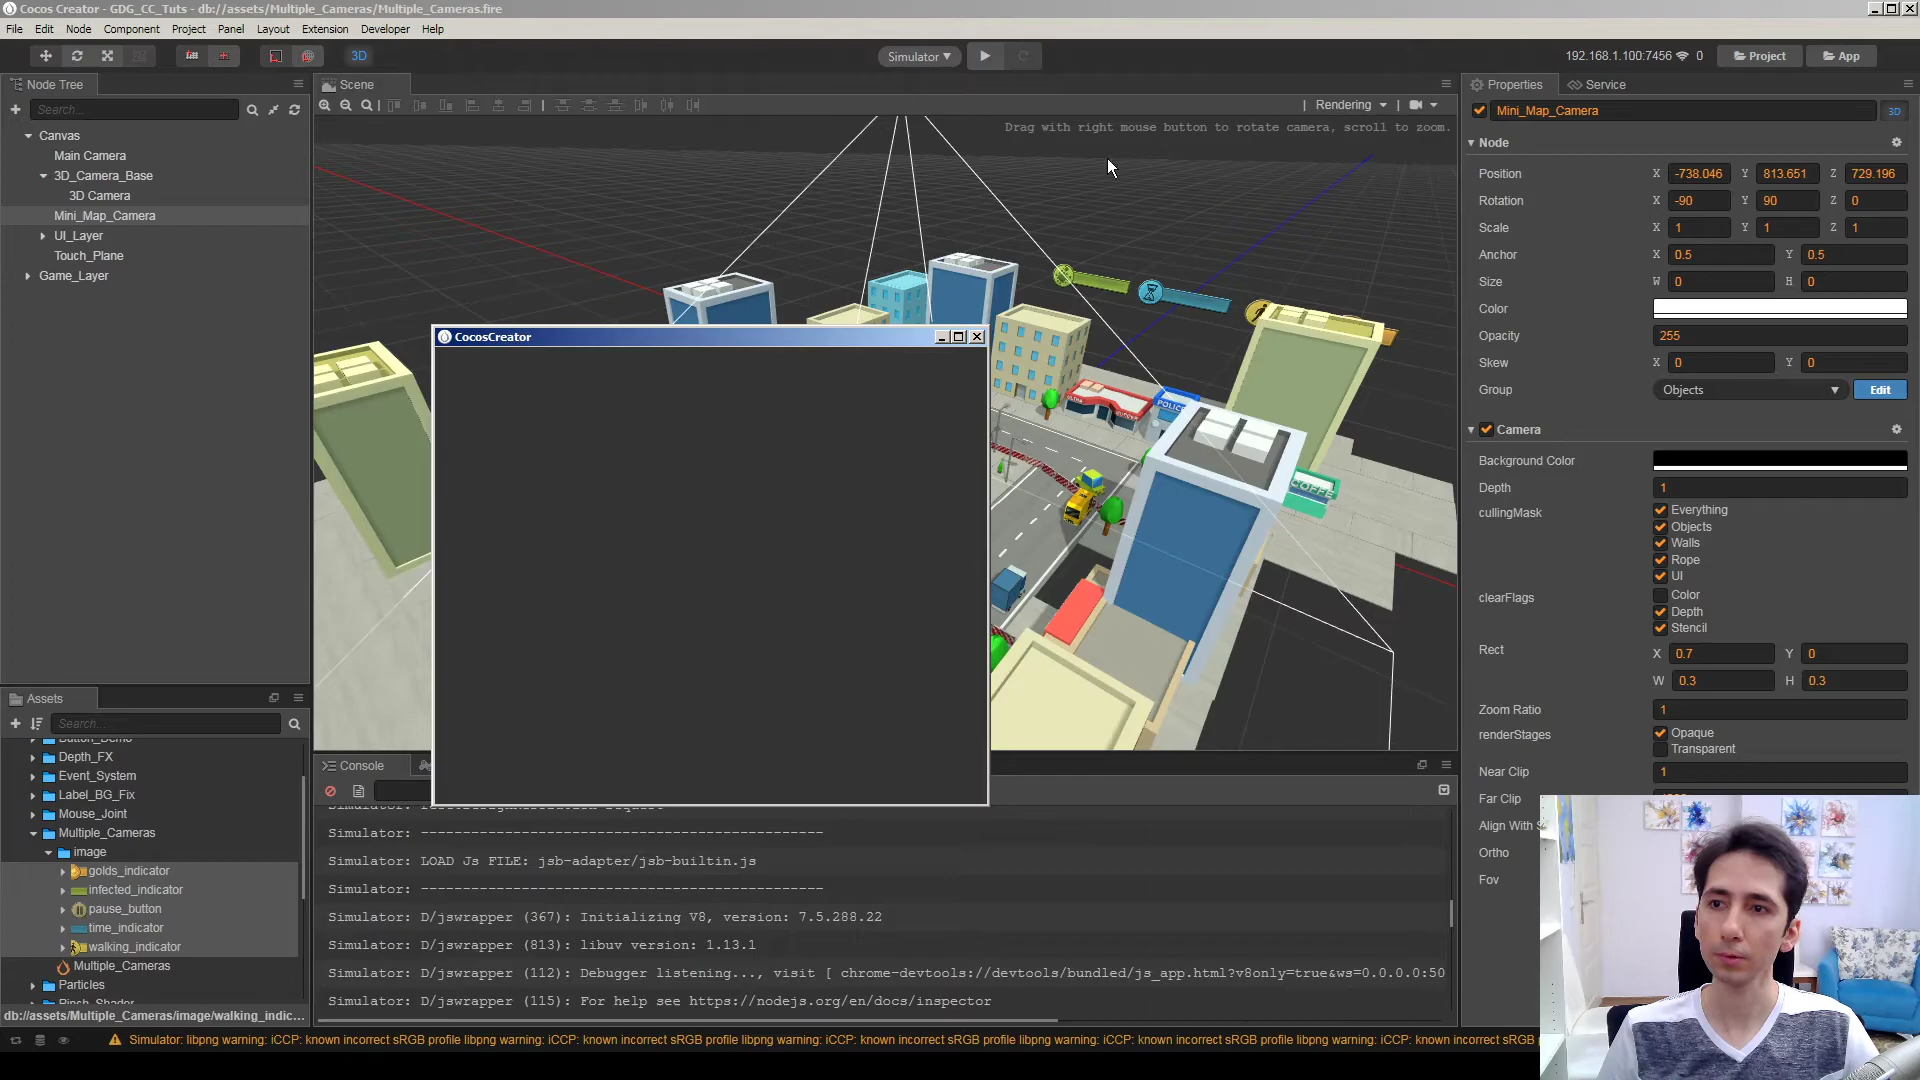 Cocos Creator - GDG_CC_Tuts - db://assets/Multiple_Cameras/Multiple_Cameras.fire
File Edit Node Component Project Panel Layout Extension Developer Help
3D
Simulator
192.168.1.100:7456 0
Project
App
Node Tree
Search...
Canvas
Main Camera
3D_Camera_Base
3D Camera
Mini_Map_Camera
UI_Layer
Touch_Plane
Game_Layer
Scene
Rendering
Drag with right mouse button to rotate camera, scroll to zoom.
CocosCreator
POLICE
COFFE
Properties
Service
Mini_Map_Camera
3D
Node
Position X -738.046 Y 813.651 Z 729.196
Rotation X -90 Y 90 Z 0
Scale X 1 Y 1 Z 1
Anchor X 0.5 Y 0.5
Size W 0 H 0
Color
Opacity 255
Skew X 0 Y 0
Group Objects Edit
Camera
Background Color
Depth 1
cullingMask Everything
Objects
Walls
Rope
UI
clearFlags Color
Depth
Stencil
Rect X 0.7 Y 0
W 0.3 H 0.3
Zoom Ratio 1
renderStages Opaque
Transparent
Near Clip 1
Far Clip
Align With S
Ortho
Fov
Assets
Search...
Depth_FX
Event_System
Label_BG_Fix
Mouse_Joint
Multiple_Cameras
image
golds_indicator
infected_indicator
pause_button
time_indicator
walking_indicator
Multiple_Cameras
Particles
Pinch_Shader
db://assets/Multiple_Cameras/image/walking_indic...
Console
Simulator: ------------------------------------------------
Simulator: LOAD Js FILE: jsb-adapter/jsb-builtin.js
Simulator: ------------------------------------------------
Simulator: D/jswrapper (367): Initializing V8, version: 7.5.288.22
Simulator: D/jswrapper (813): libuv version: 1.13.1
Simulator: D/jswrapper (112): Debugger listening..., visit [ chrome-devtools://devtools/bundled/js_app.html?v8only=true&ws=0.0.0.0:50
Simulator: D/jswrapper (115): For help see https://nodejs.org/en/docs/inspector
Simulator: libpng warning: iCCP: known incorrect sRGB profile libpng warning: iCCP: known incorrect sRGB profile libpng warning: iCCP: known incorrect sRGB profile libpng warning: iCCP: known incorrect sRGB profile libpng warning: iCCP: known incorrect sRGB